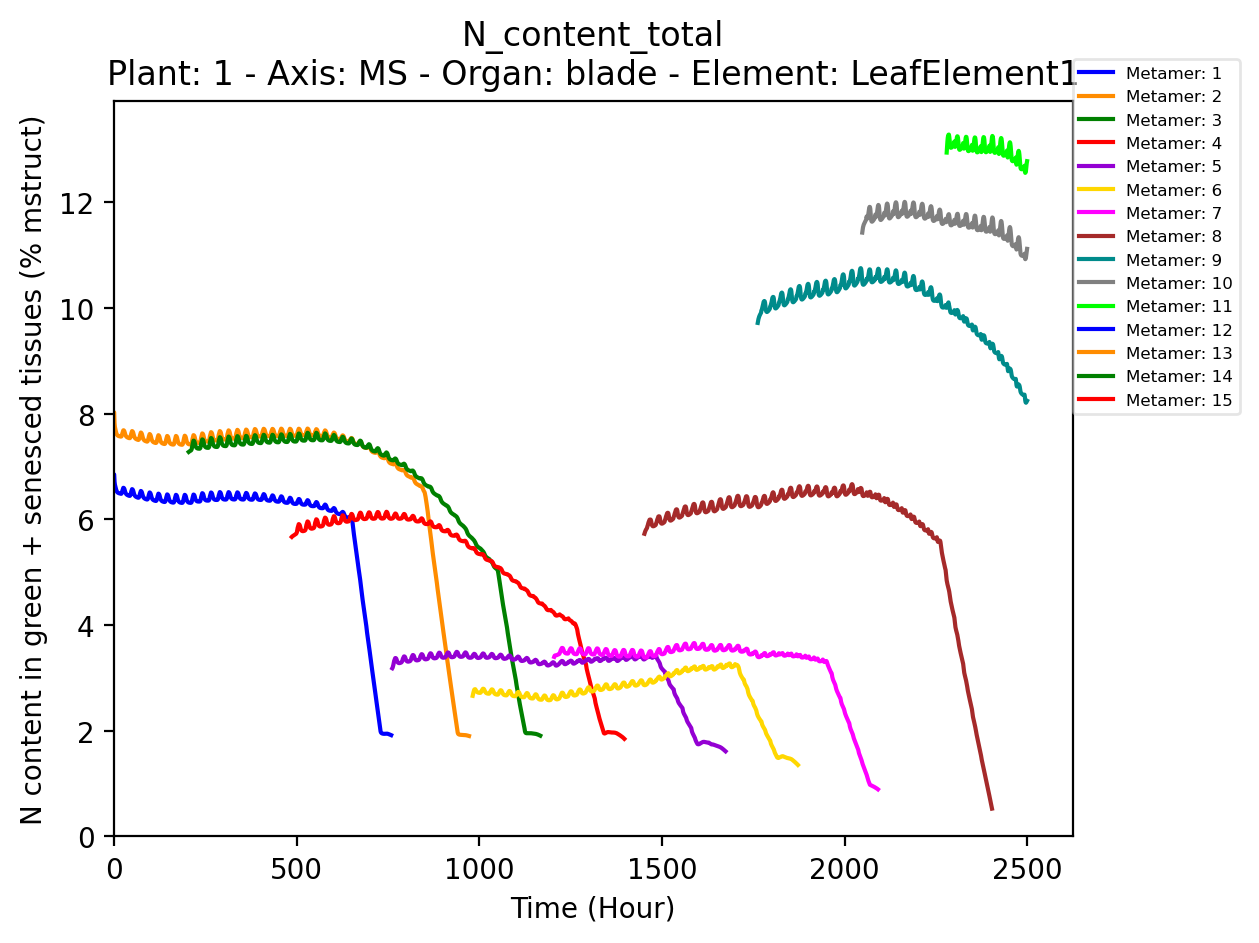 N_content_total
Plant: 1 - Axis: MS - Organ: blade - Element: LeafElement1
N content in green + senesced tissues (% mstruct)
12
10
8
6
4
2
0
0 500 1000 1500 2000 2500
Time (Hour)
Metamer: 1
Metamer: 2
Metamer: 3
Metamer: 4
Metamer: 5
Metamer: 6
Metamer: 7
Metamer: 8
Metamer: 9
Metamer: 10
Metamer: 11
Metamer: 12
Metamer: 13
Metamer: 14
Metamer: 15